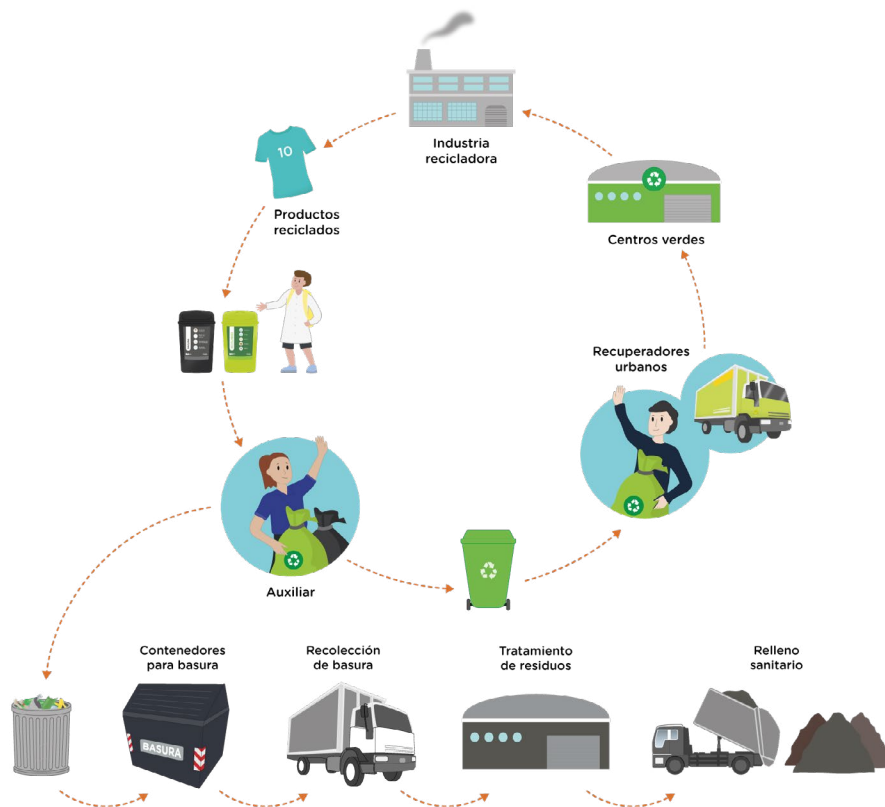 Industria
recicladora
10
Productos
reciclados
Centros verdes
Recuperadores
urbanos
Auxiliar
Contenedores
para basura
Recolección
de basura
Tratamiento
de residuos
Relleno
sanitario
BASURA